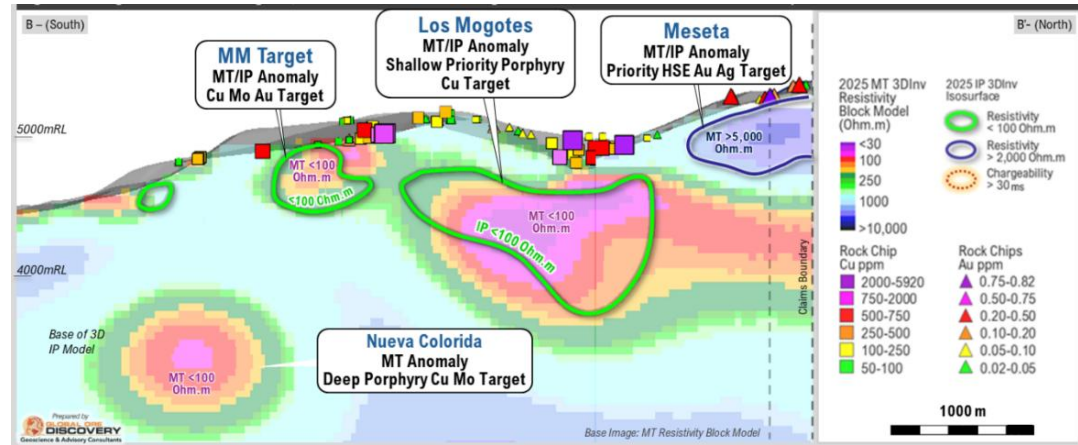 B – (South)
B'- (North)
MM Target
MT/IP Anomaly
Cu Mo Au Target
Los Mogotes
MT/IP Anomaly
Shallow Priority Porphyry
Cu Target
Meseta
MT/IP Anomaly
Priority HSE Au Ag Target
5000mRL
4000mRL
MT <100
Ohm.m
<100 Ohm.m
MT <100
Ohm.m
IP <100 Ohm.m
MT >5,000
Ohm.m
Claims Boundary
Base of 3D
IP Model
MT <100
Ohm.m
Nueva Colorida
MT Anomaly
Deep Porphyry Cu Mo Target
Prepared by
GLOBAL ORE
DISCOVERY
Geoscience & Advisory Consultants
Base Image: MT Resistivity Block Model
2025 MT 3DInv
Resistivity
Block Model
(Ohm.m)
<30
100
250
1000
>10,000
2025 IP 3DInv
Isosurface
Resistivity
< 100 Ohm.m
Resistivity
> 2,000 Ohm.m
Chargeability
> 30 ms
Rock Chip
Cu ppm
2000-5920
750-2000
500-750
250-500
100-250
50-100
Rock Chips
Au ppm
0.75-0.82
0.50-0.75
0.20-0.50
0.10-0.20
0.05-0.10
0.02-0.05
1000 m